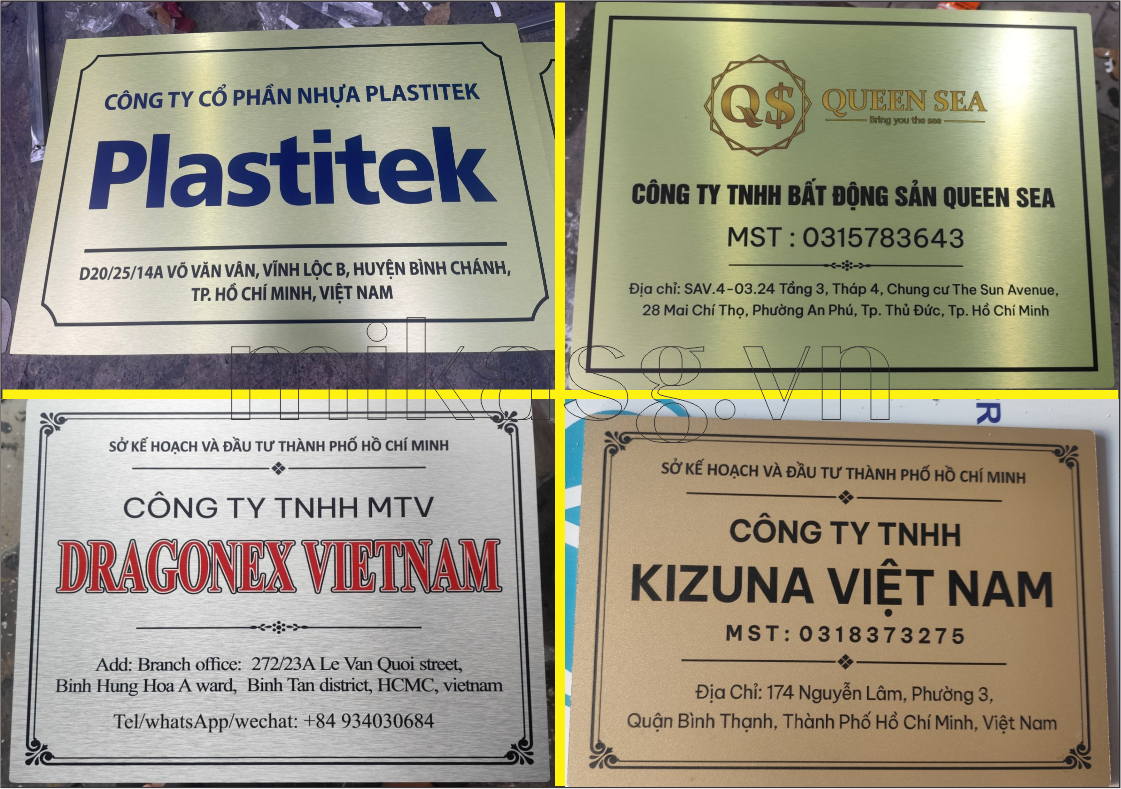 CÔNG TY CỔ PHẦN NHỰA PLASTITEK
Plastitek
D20/25/14A VÕ VĂN VÂN, VĨNH LỘC B, HUYỆN BÌNH CHÁNH,
TP. HỒ CHÍ MINH, VIỆT NAM
QS QUEEN SEA
Bring you the sea
CÔNG TY TNHH BẤT ĐỘNG SẢN QUEEN SEA
MST : 0315783643
Địa chỉ: SAV.4-03.24 Tầng 3, Tháp 4, Chung cư The Sun Avenue,
28 Mai Chí Thọ, Phường An Phú, Tp. Thủ Đức, Tp. Hồ Chí Minh
mikasg.vn
SỞ KẾ HOẠCH VÀ ĐẦU TƯ THÀNH PHỐ HỒ CHÍ MINH
CÔNG TY TNHH MTV
DRAGONEX VIETNAM
Add: Branch office: 272/23A Le Van Quoi street,
Binh Hung Hoa A ward, Binh Tan district, HCMC, vietnam
Tel/whatsApp/wechat: +84 934030684
R
SỞ KẾ HOẠCH VÀ ĐẦU TƯ THÀNH PHỐ HỒ CHÍ MINH
CÔNG TY TNHH
KIZUNA VIỆT NAM
MST: 0318373275
Địa Chỉ: 174 Nguyễn Lâm, Phường 3,
Quận Bình Thạnh, Thành Phố Hồ Chí Minh, Việt Nam